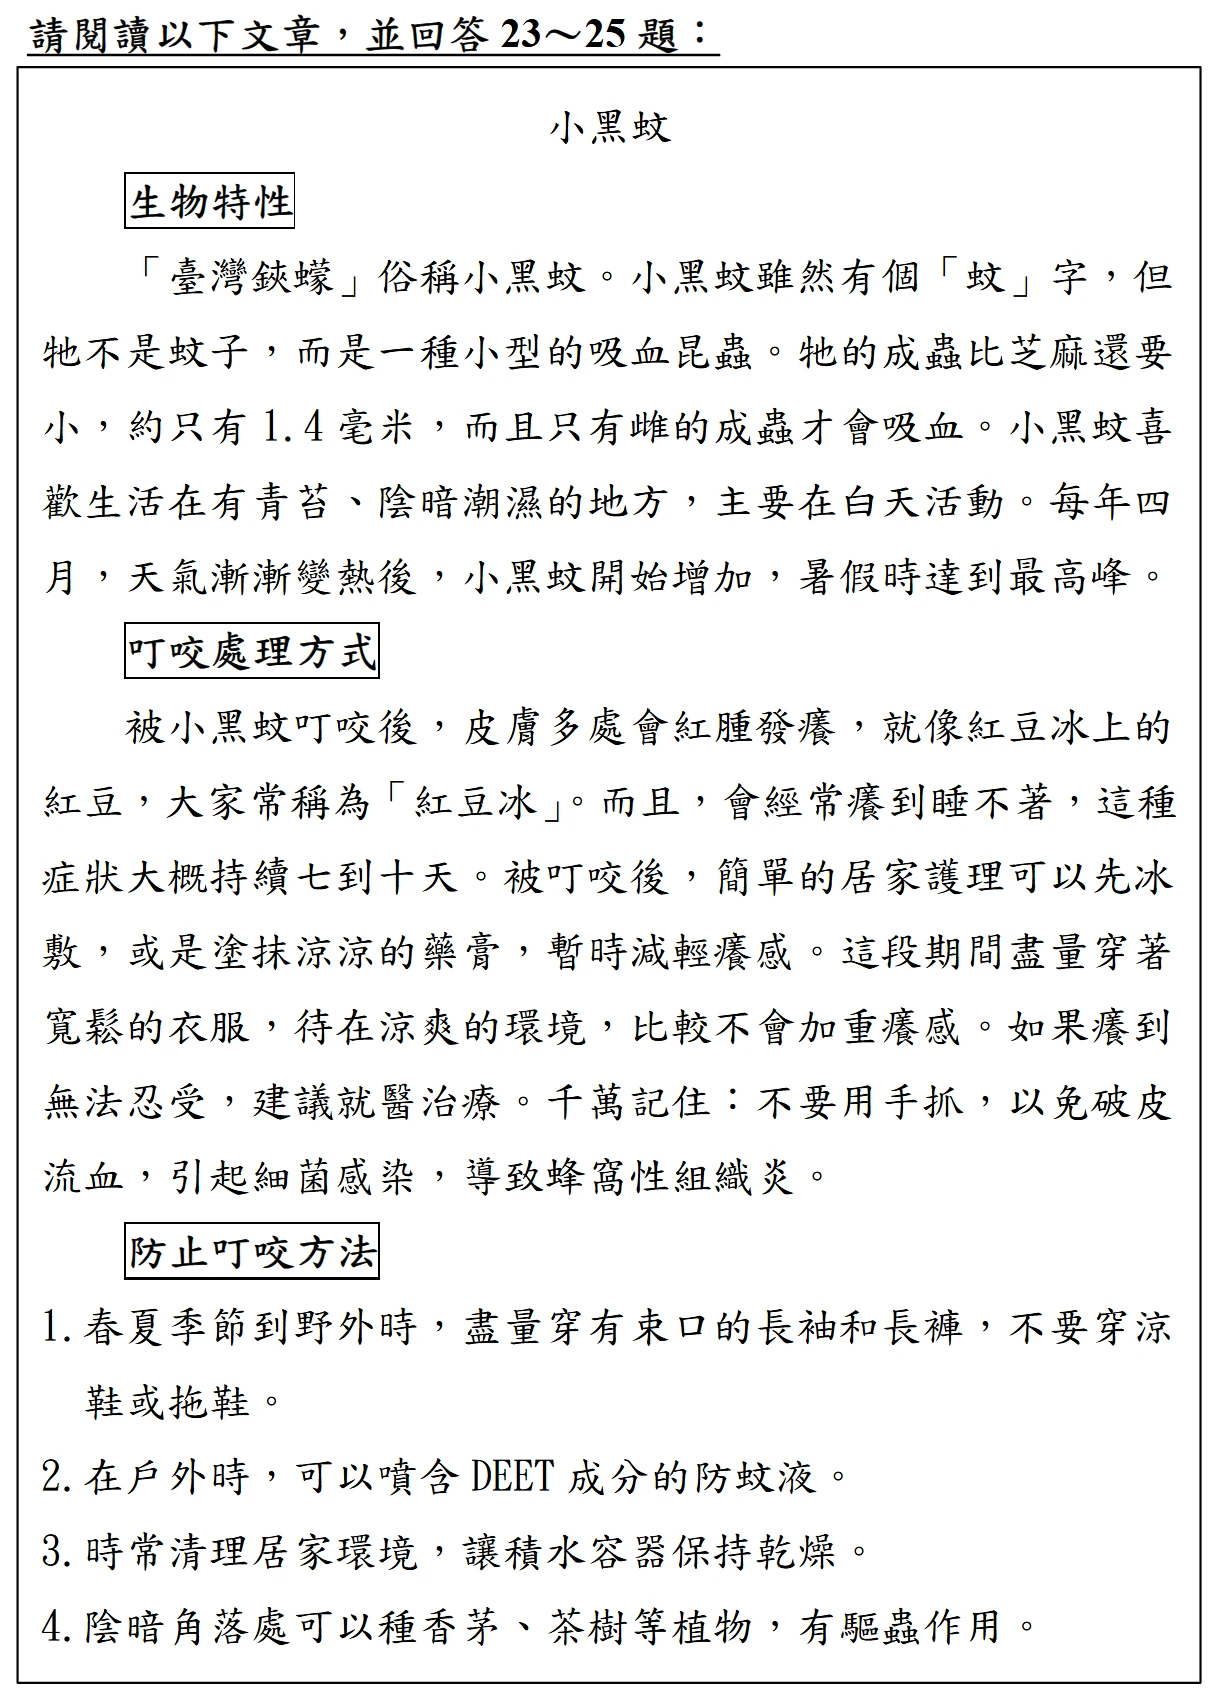 請閱讀以下文章，並回答 23～25 題：
小黑蚊
生物特性
「臺灣鋏蠓」俗稱小黑蚊。小黑蚊雖然有個「蚊」字，但
牠不是蚊子，而是一種小型的吸血昆蟲。牠的成蟲比芝麻還要
小，約只有 1.4 毫米，而且只有雌的成蟲才會吸血。小黑蚊喜
歡生活在有青苔、陰暗潮濕的地方，主要在白天活動。每年四
月，天氣漸漸變熱後，小黑蚊開始增加，暑假時達到最高峰。
叮咬處理方式
被小黑蚊叮咬後，皮膚多處會紅腫發癢，就像紅豆冰上的
紅豆，大家常稱為「紅豆冰」。而且，會經常癢到睡不著，這種
症狀大概持續七到十天。被叮咬後，簡單的居家護理可以先冰
敷，或是塗抹涼涼的藥膏，暫時減輕癢感。這段期間盡量穿著
寬鬆的衣服，待在涼爽的環境，比較不會加重癢感。如果癢到
無法忍受，建議就醫治療。千萬記住：不要用手抓，以免破皮
流血，引起細菌感染，導致蜂窩性組織炎。
防止叮咬方法
1.春夏季節到野外時，盡量穿有束口的長袖和長褲，不要穿涼
鞋或拖鞋。
2.在戶外時，可以噴含 DEET 成分的防蚊液。
3.時常清理居家環境，讓積水容器保持乾燥。
4.陰暗角落處可以種香茅、茶樹等植物，有驅蟲作用。